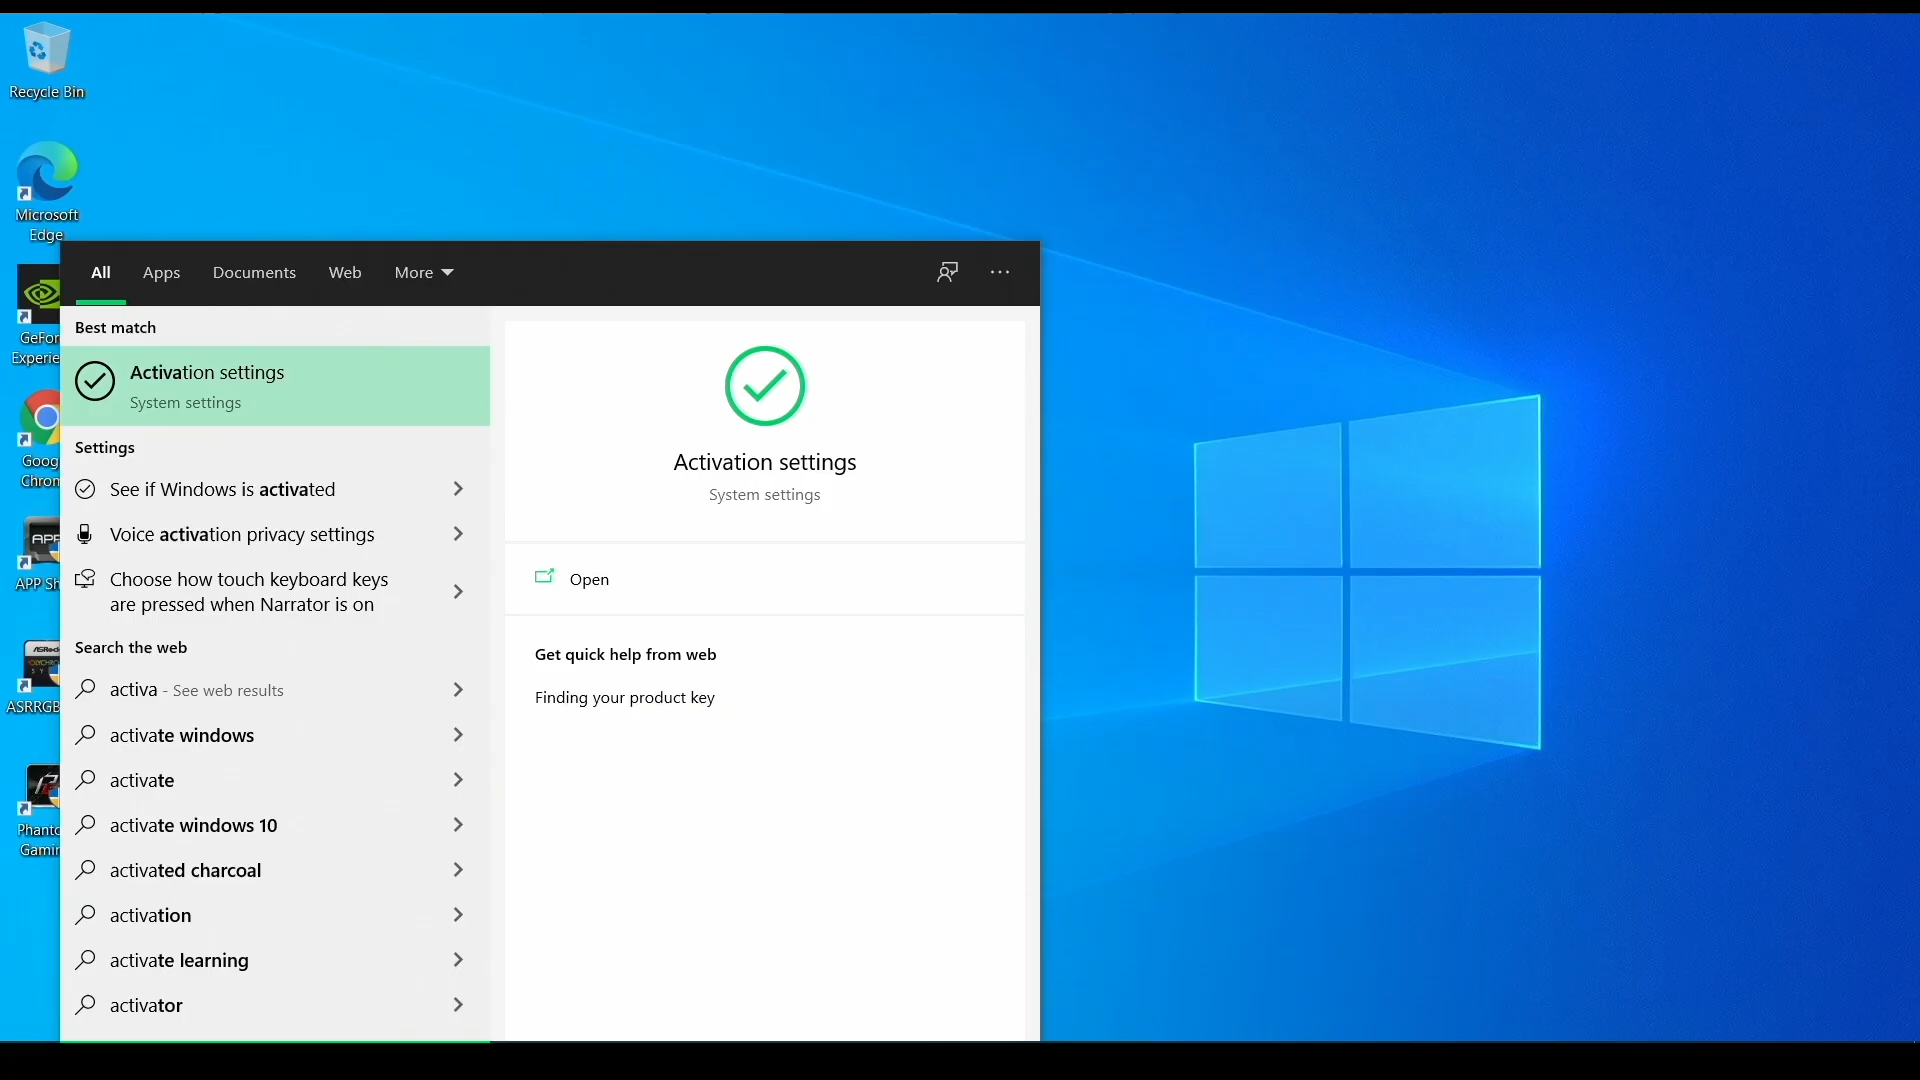 Recycle Bin
Microsoft
Edge
GeFor
Experie
Goog
Chrom
APP
APP Sh
ASRRGB
Phanto
Gamin
All
Apps
Documents
Web
More
Best match
Activation settings
System settings
Settings
See if Windows is activated
Voice activation privacy settings
Choose how touch keyboard keys
are pressed when Narrator is on
Search the web
activa - See web results
activate windows
activate
activate windows 10
activated charcoal
activation
activate learning
activator
Activation settings
System settings
Open
Get quick help from web
Finding your product key